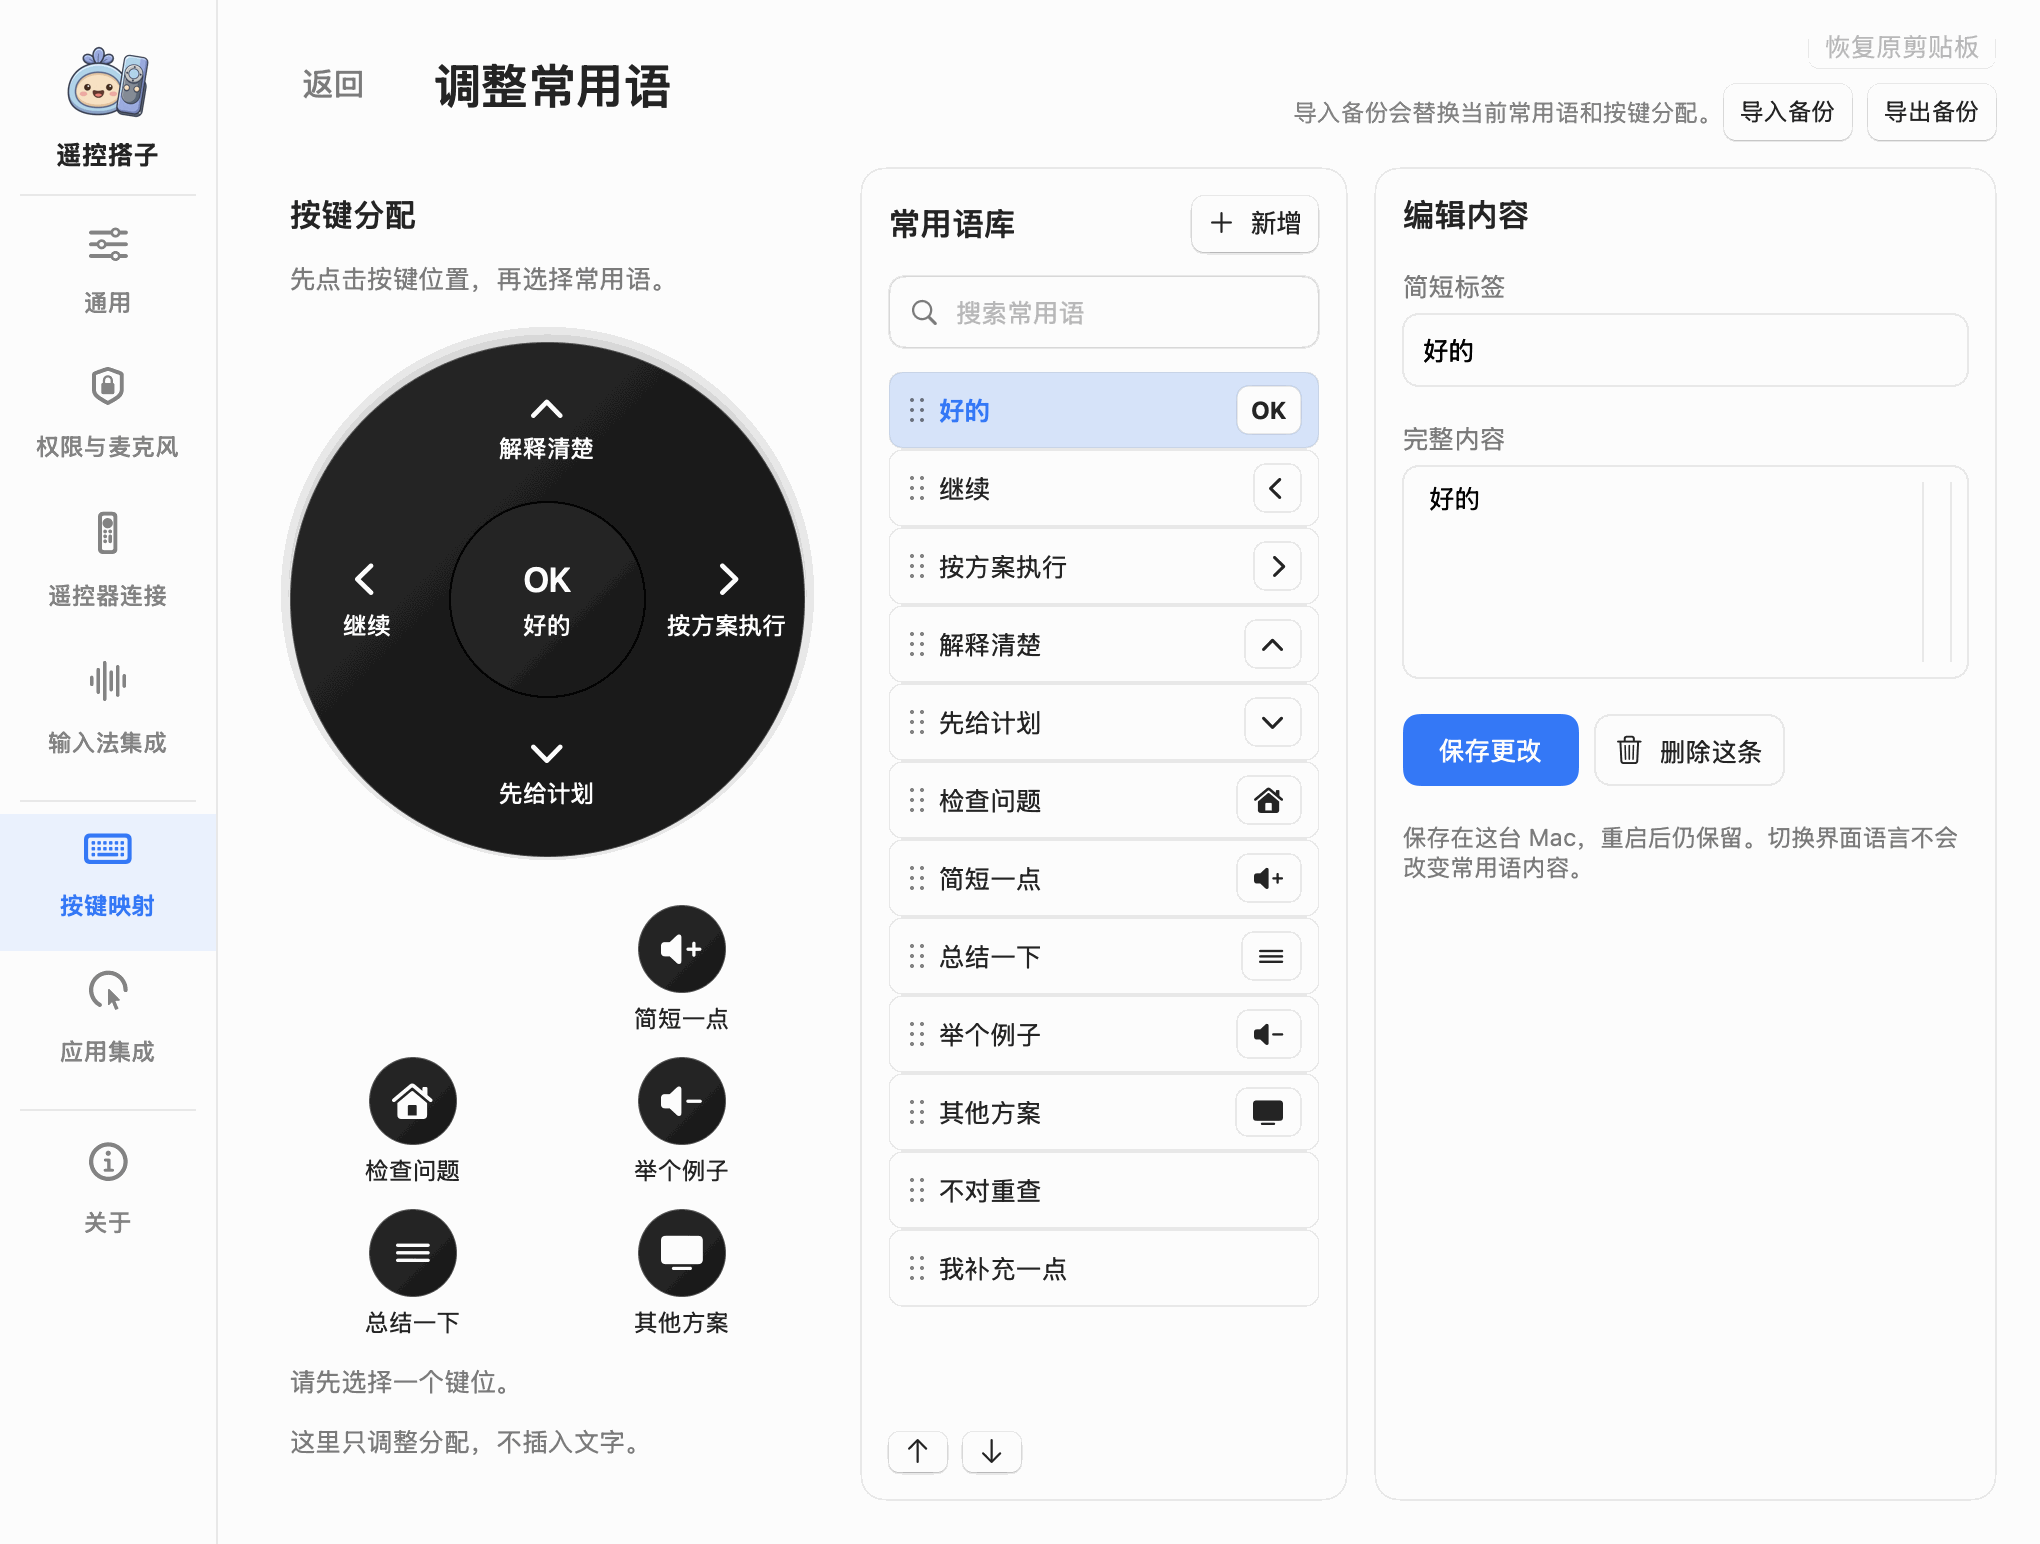 遥控搭子
通用
权限与麦克风
遥控器连接
输入法集成
按键映射
应用集成
关于
返回
调整常用语
恢复原剪贴板
导入备份会替换当前常用语和按键分配。
导入备份
导出备份
按键分配
先点击按键位置，再选择常用语。
解释清楚
继续
OK
好的
按方案执行
先给计划
简短一点
检查问题
举个例子
总结一下
其他方案
请先选择一个键位。
这里只调整分配，不插入文字。
常用语库
新增
搜索常用语
好的 OK
继续
按方案执行
解释清楚
先给计划
检查问题
简短一点
总结一下
举个例子
其他方案
不对重查
我补充一点
编辑内容
简短标签
好的
完整内容
好的
保存更改
删除这条
保存在这台 Mac，重启后仍保留。切换界面语言不会
改变常用语内容。